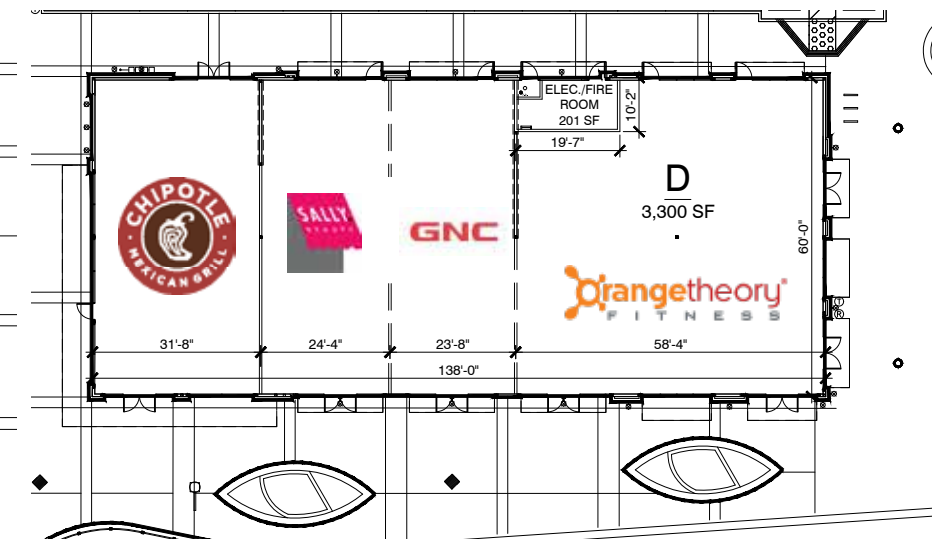 ELEC./FIRE
ROOM
201 SF
10'-2"
19'-7"
D
3,300 SF
60'-0"
CHIPOTLE
MEXICAN GRILL
SALLY
GNC
Orangetheory
FITNESS
31'-8"
24'-4"
23'-8"
58'-4"
138'-0"